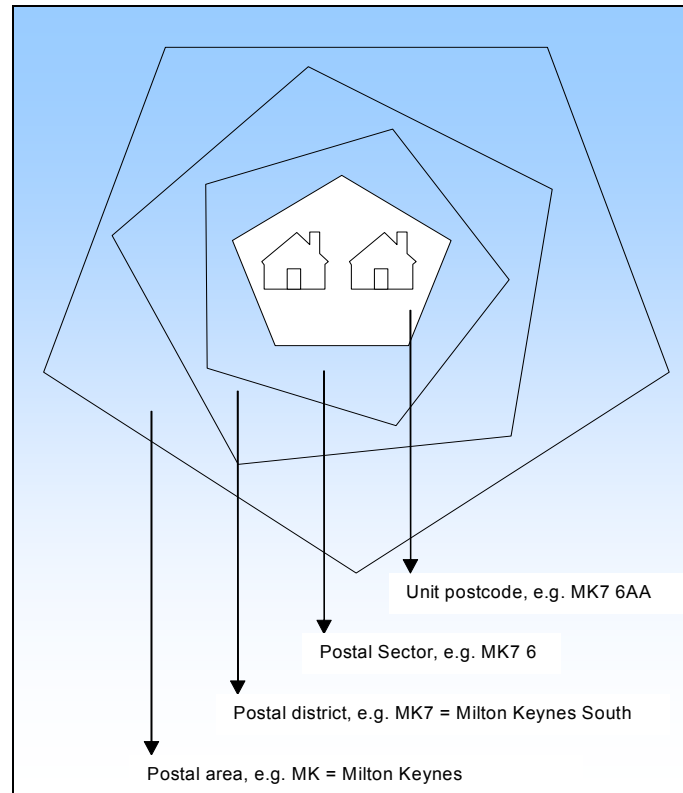 Unit postcode, e.g. MK7 6AA
Postal Sector, e.g. MK7 6
Postal district, e.g. MK7 = Milton Keynes South
Postal area, e.g. MK = Milton Keynes